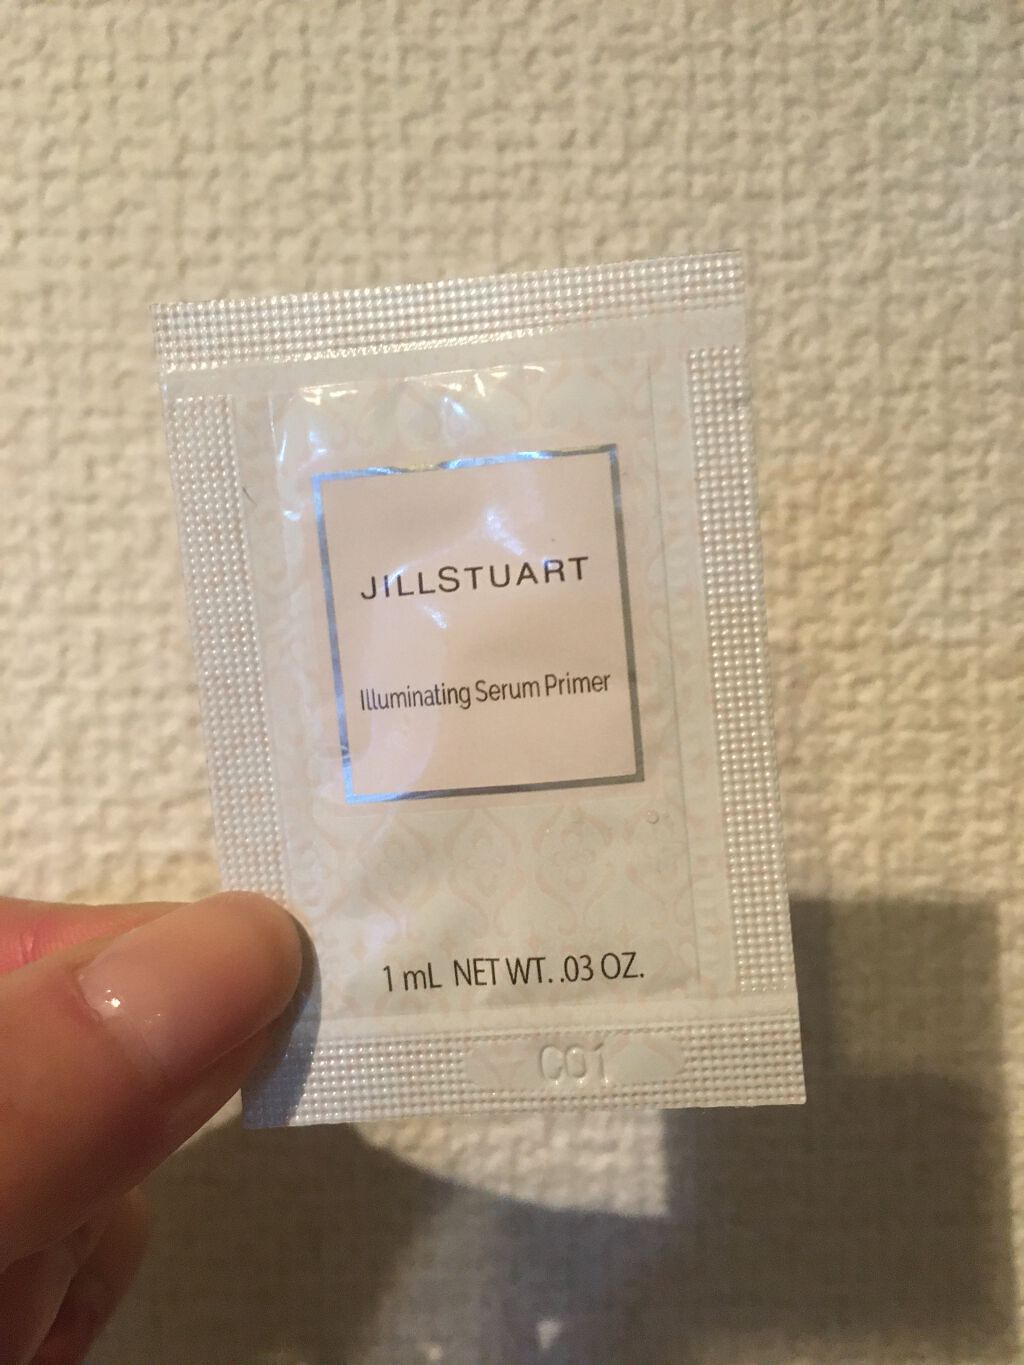 JILLSTUART
Illuminating Serum Primer
1 mL NET WT. .03 OZ.
C01